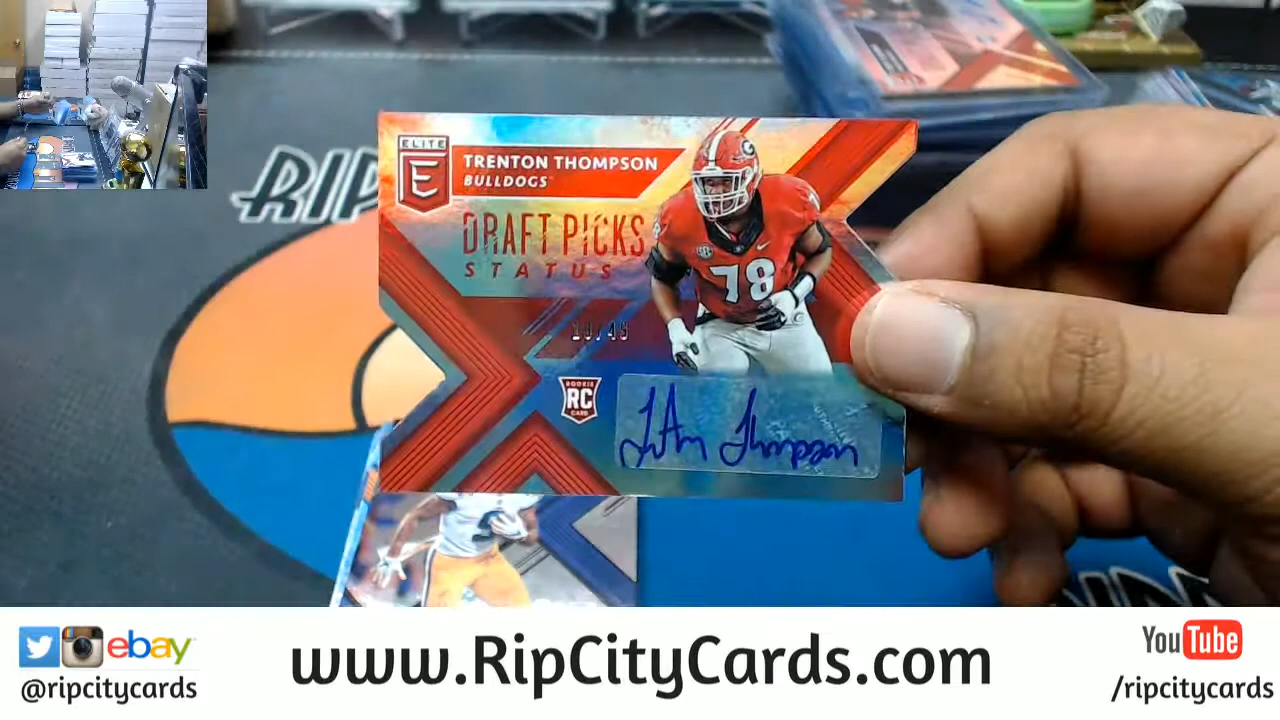 RIP
ELITE
E
TRENTON THOMPSON
BULLDOGS
DRAFT PICKS
STATUS
78
ROOKIE
RC
CARD
ebay
@ripcitycards
www.RipCityCards.com
YouTube
/ripcitycards